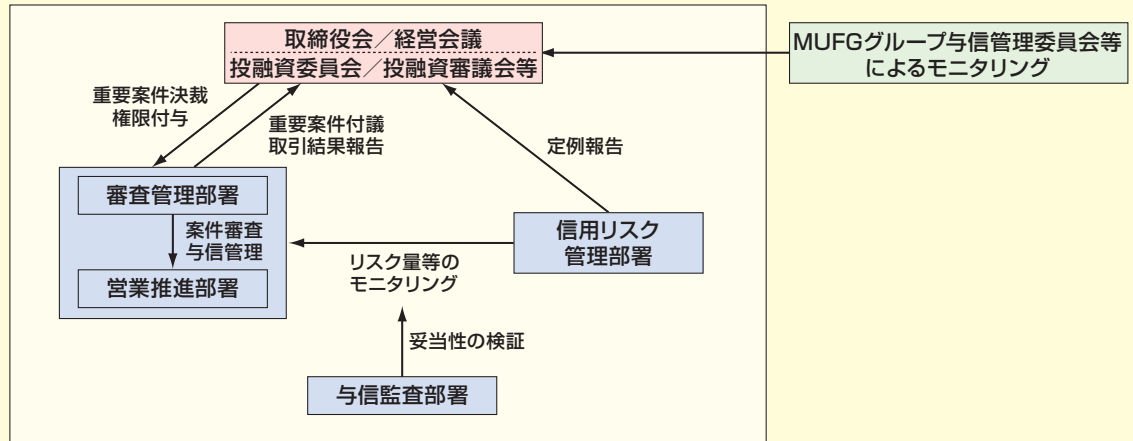 取締役会／経営会議
投融資委員会／投融資審議会等
MUFGグループ与信管理委員会等
によるモニタリング
重要案件決裁
権限付与
重要案件付議
取引結果報告
定例報告
審査管理部署
案件審査
与信管理
営業推進部署
信用リスク
管理部署
リスク量等の
モニタリング
妥当性の検証
与信監査部署